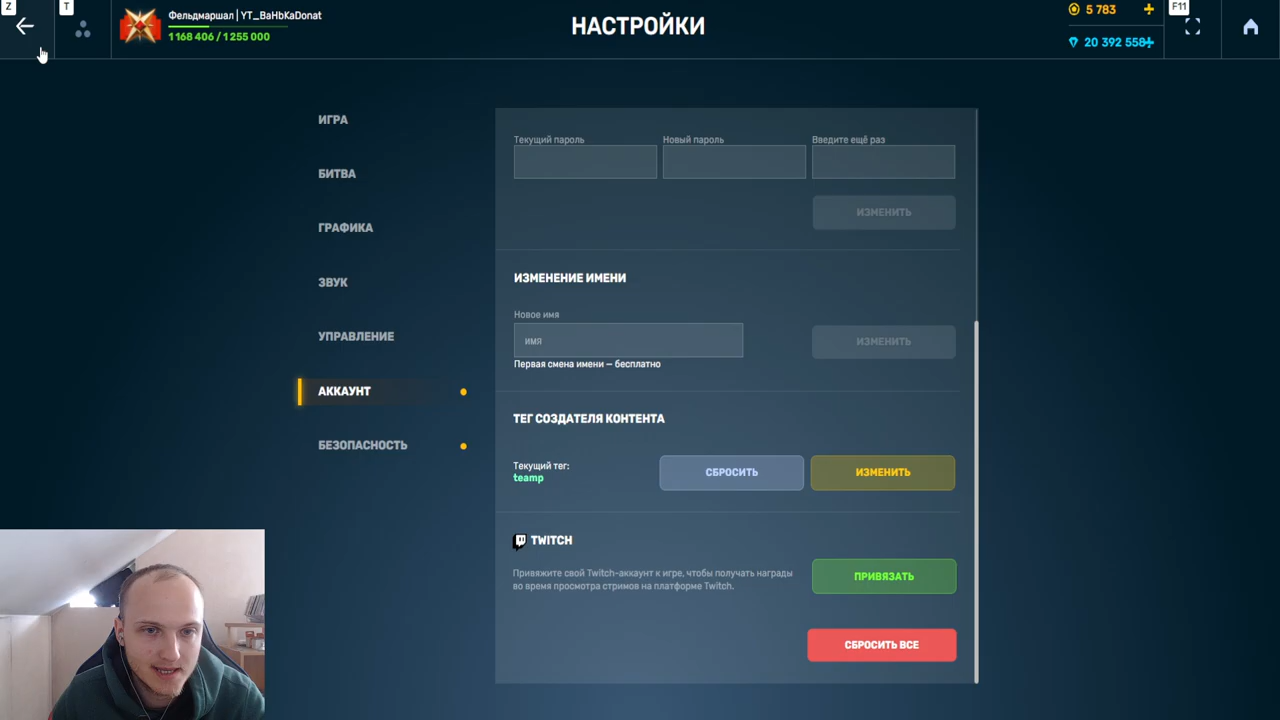 Z
T
Фельдмаршал | YT_BaHbKaDonat
1 168 406 / 1 255 000
НАСТРОЙКИ
5 783
20 392 558
F11
ИГРА
БИТВА
ГРАФИКА
ЗВУК
УПРАВЛЕНИЕ
АККАУНТ
БЕЗОПАСНОСТЬ
Текущий пароль
Новый пароль
Введите ещё раз
ИЗМЕНИТЬ
ИЗМЕНЕНИЕ ИМЕНИ
Новое имя
имя
ИЗМЕНИТЬ
Первая смена имени — бесплатно
ТЕГ СОЗДАТЕЛЯ КОНТЕНТА
Текущий тег:
teamp
СБРОСИТЬ
ИЗМЕНИТЬ
TWITCH
Привяжите свой Twitch-аккаунт к игре, чтобы получать награды
во время просмотра стримов на платформе Twitch.
ПРИВЯЗАТЬ
СБРОСИТЬ ВСЕ